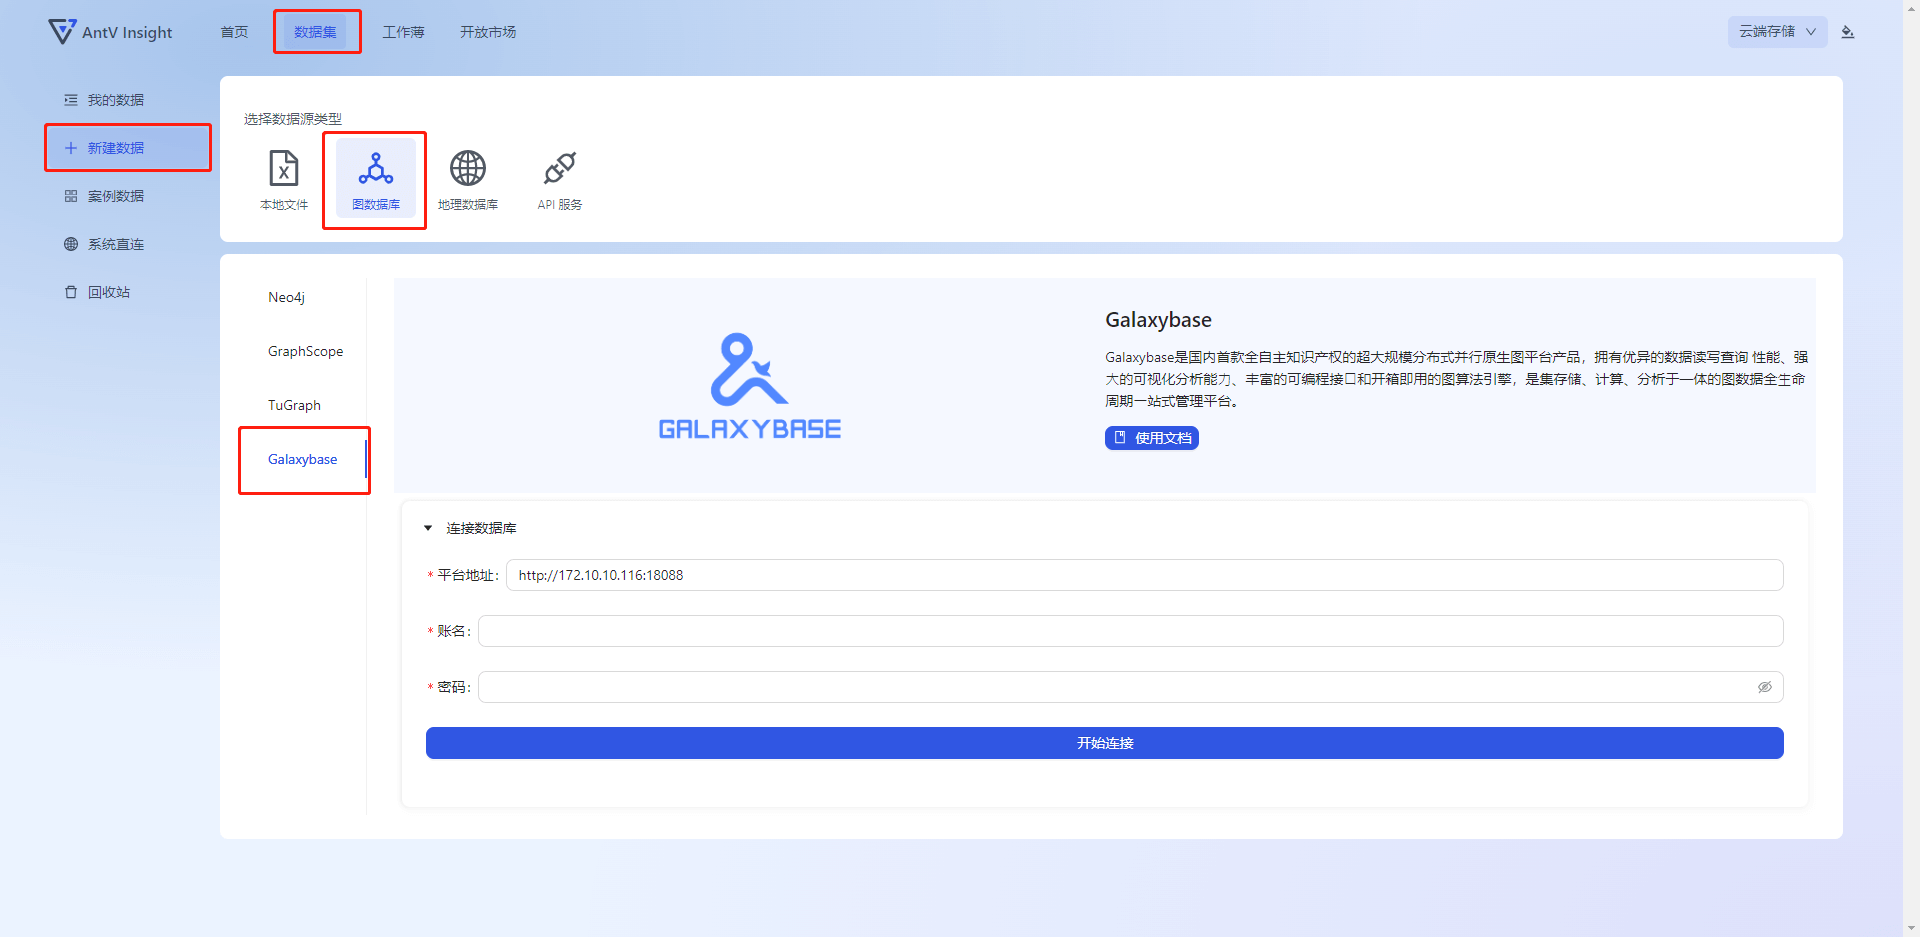 AntV Insight
首页
数据集
工作薄
开放市场
云端存储
我的数据
新建数据
案例数据
系统直连
回收站
选择数据源类型
本地文件
图数据库
地理数据库
API 服务
Neo4j
GraphScope
TuGraph
Galaxybase
GALAXYBASE
Galaxybase
Galaxybase是国内首款全自主知识产权的超大规模分布式并行原生图平台产品，拥有优异的数据读写查询 性能、强
大的可视化分析能力、丰富的可编程接口和开箱即用的图算法引擎，是集存储、计算、分析于一体的图数据全生命
周期一站式管理平台。
使用文档
连接数据库
* 平台地址: http://172.10.10.116:18088
* 账名:
* 密码:
开始连接